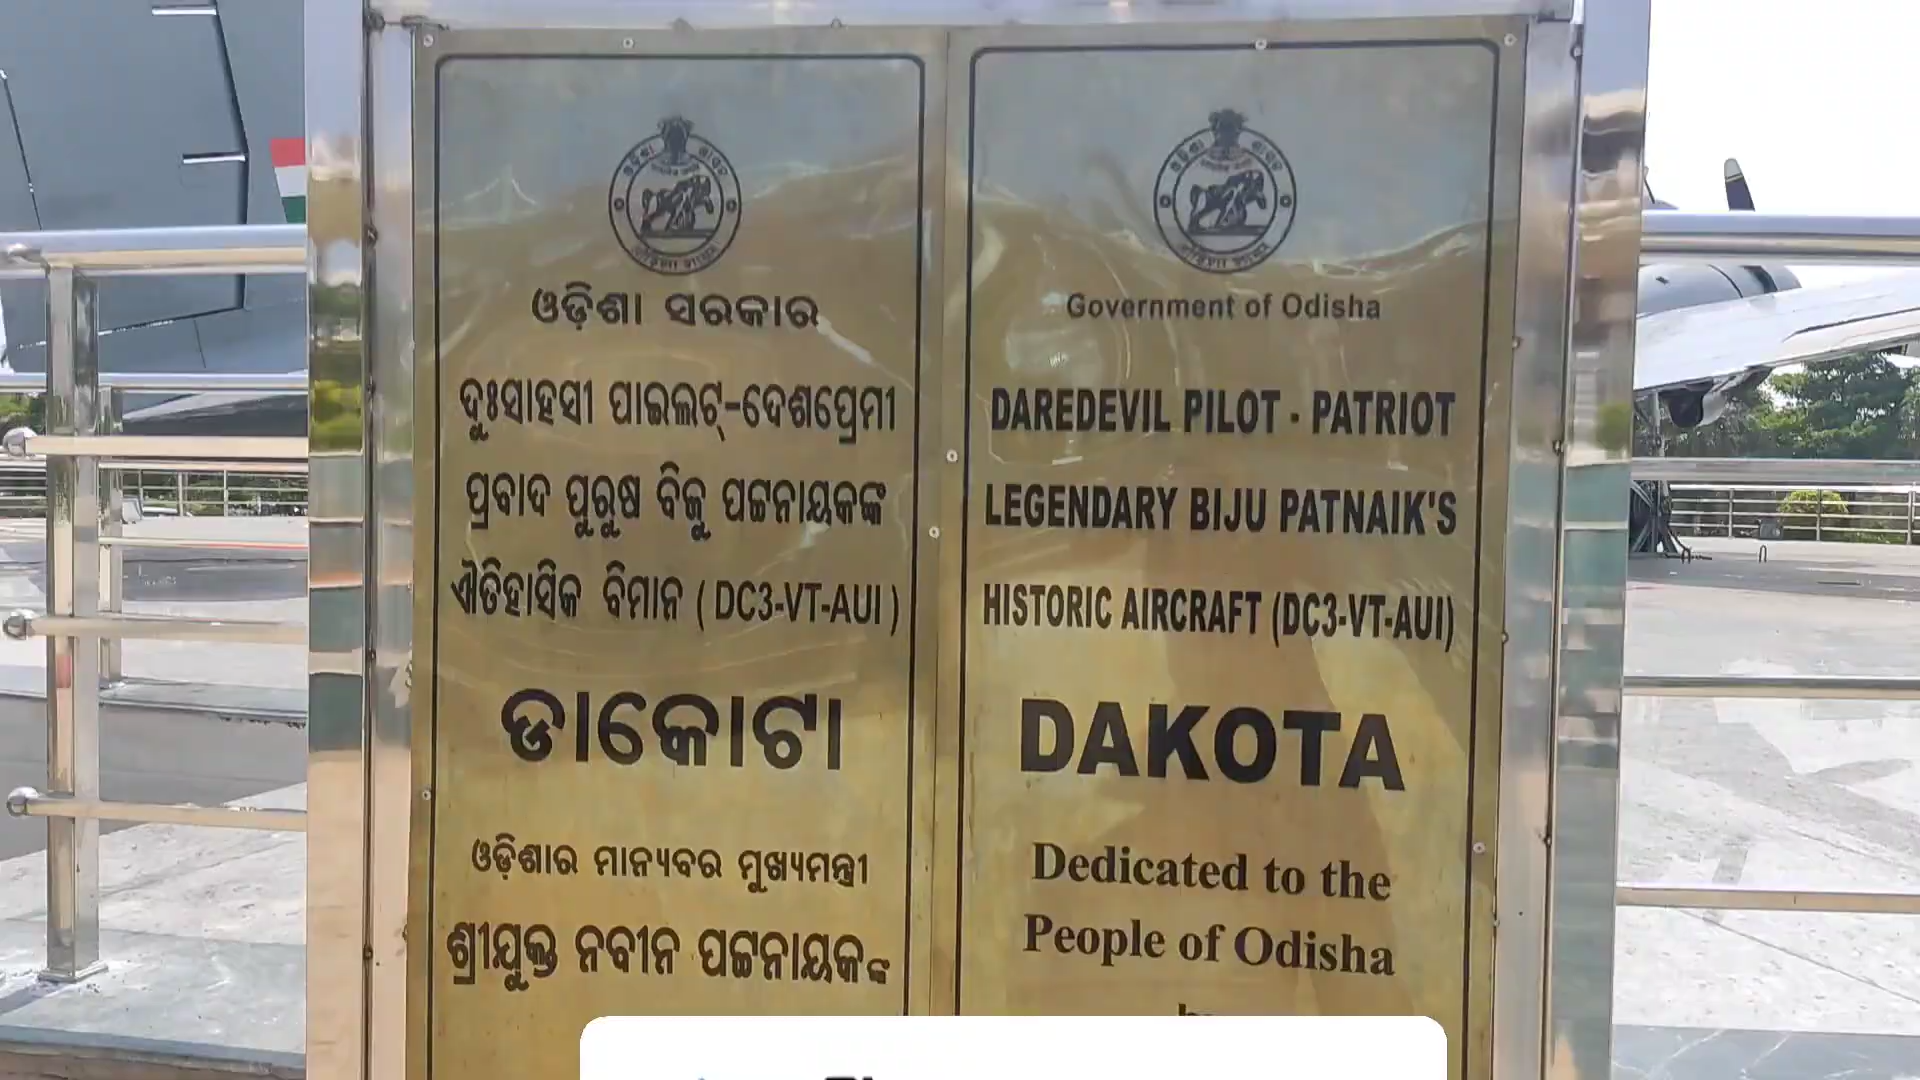 ଓଡ଼ିଶା ସରକାର
ଦୁଃସାହସୀ ପାଇଲଟ୍-ଦେଶପ୍ରେମୀ
ପ୍ରବାଦ ପୁରୁଷ ବିଜୁ ପଟ୍ଟନାୟକଙ୍କ
ଐତିହାସିକ ବିମାନ ( DC3-VT-AUI )
ଡାକୋଟା
ଓଡ଼ିଶାର ମାନ୍ୟବର ମୁଖ୍ୟମନ୍ତ୍ରୀ
ଶ୍ରୀଯୁକ୍ତ ନବୀନ ପଟ୍ଟନାୟକଙ୍କ
Government of Odisha
DAREDEVIL PILOT - PATRIOT
LEGENDARY BIJU PATNAIK'S
HISTORIC AIRCRAFT (DC3-VT-AUI)
DAKOTA
Dedicated to the
People of Odisha